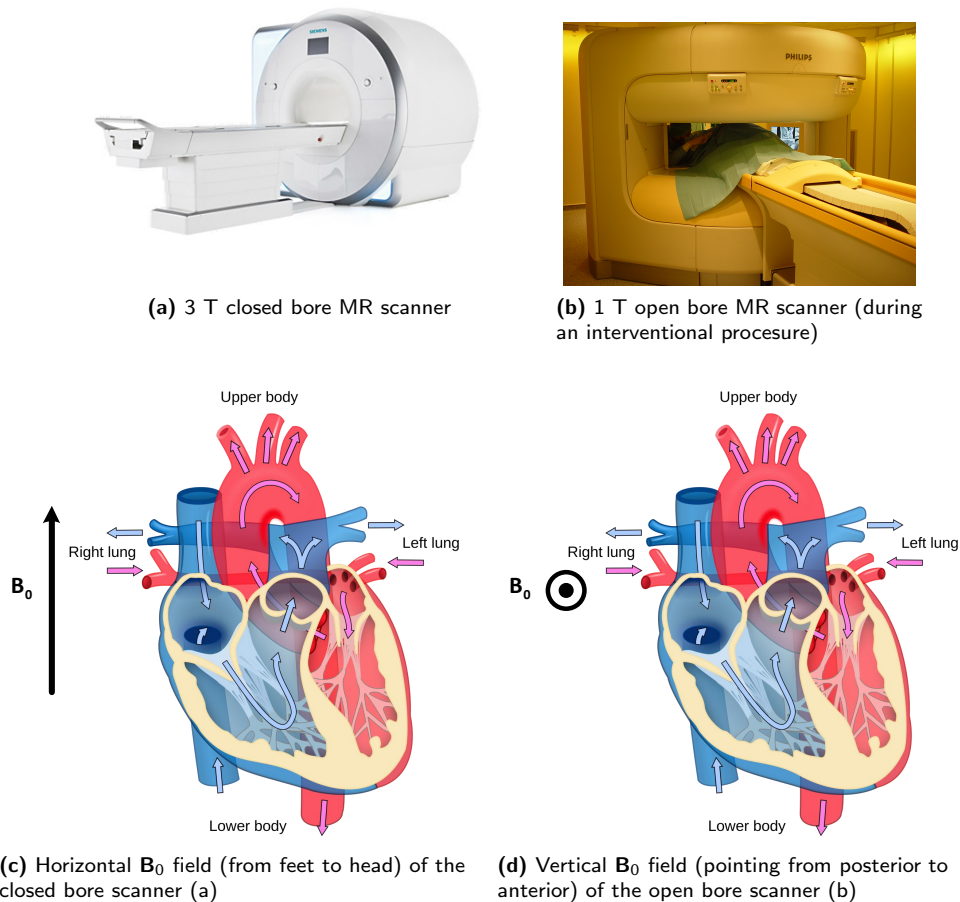 SIEMENS
PHILIPS
(a) 3 T closed bore MR scanner
(b) 1 T open bore MR scanner (during
an interventional procesure)
Upper body
Right lung
Left lung
B₀
Lower body
Upper body
Right lung
Left lung
B₀
Lower body
(c) Horizontal B₀ field (from feet to head) of the
closed bore scanner (a)
(d) Vertical B₀ field (pointing from posterior to
anterior) of the open bore scanner (b)